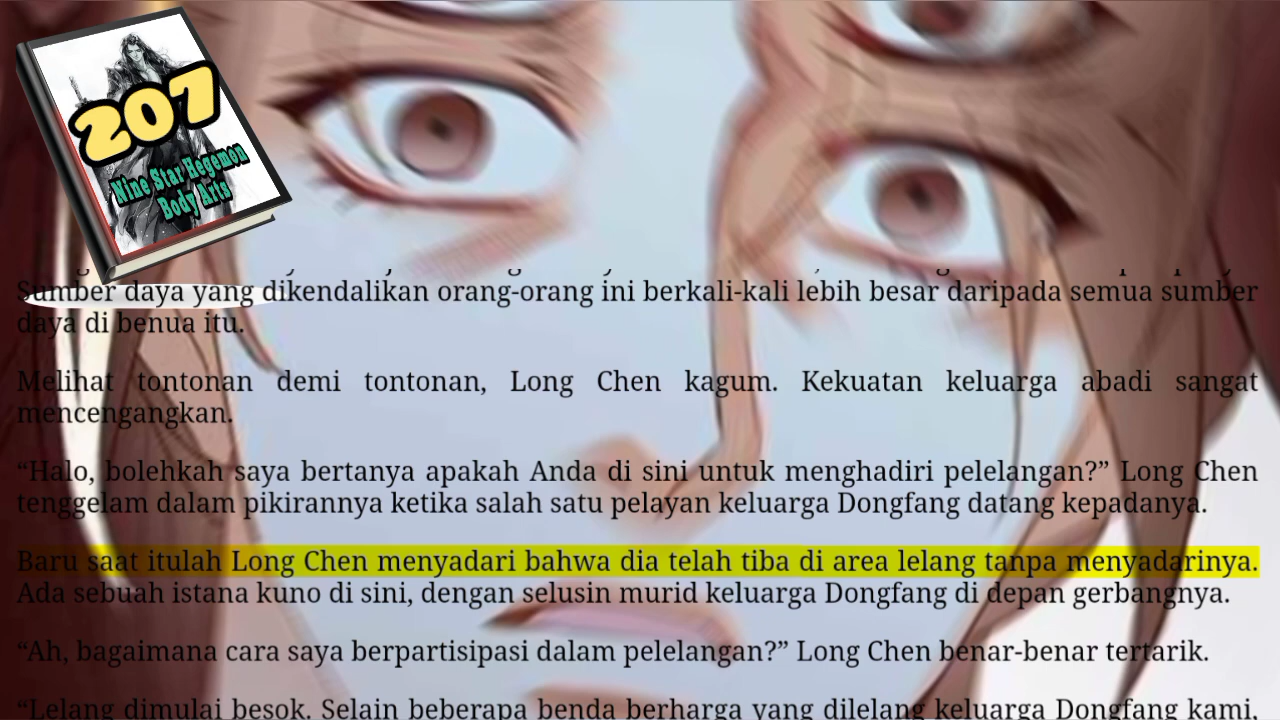 207
Nine Star Hegemon
Body Arts
Sumber daya yang dikendalikan orang-orang ini berkali-kali lebih besar daripada semua sumber
daya di benua itu.
Melihat tontonan demi tontonan, Long Chen kagum. Kekuatan keluarga abadi sangat
mencengangkan.
“Halo, bolehkah saya bertanya apakah Anda di sini untuk menghadiri pelelangan?” Long Chen
tenggelam dalam pikirannya ketika salah satu pelayan keluarga Dongfang datang kepadanya.
Baru saat itulah Long Chen menyadari bahwa dia telah tiba di area lelang tanpa menyadarinya.
Ada sebuah istana kuno di sini, dengan selusin murid keluarga Dongfang di depan gerbangnya.
“Ah, bagaimana cara saya berpartisipasi dalam pelelangan?” Long Chen benar-benar tertarik.
“Lelang dimulai besok. Selain beberapa benda berharga yang dilelang keluarga Dongfang kami,